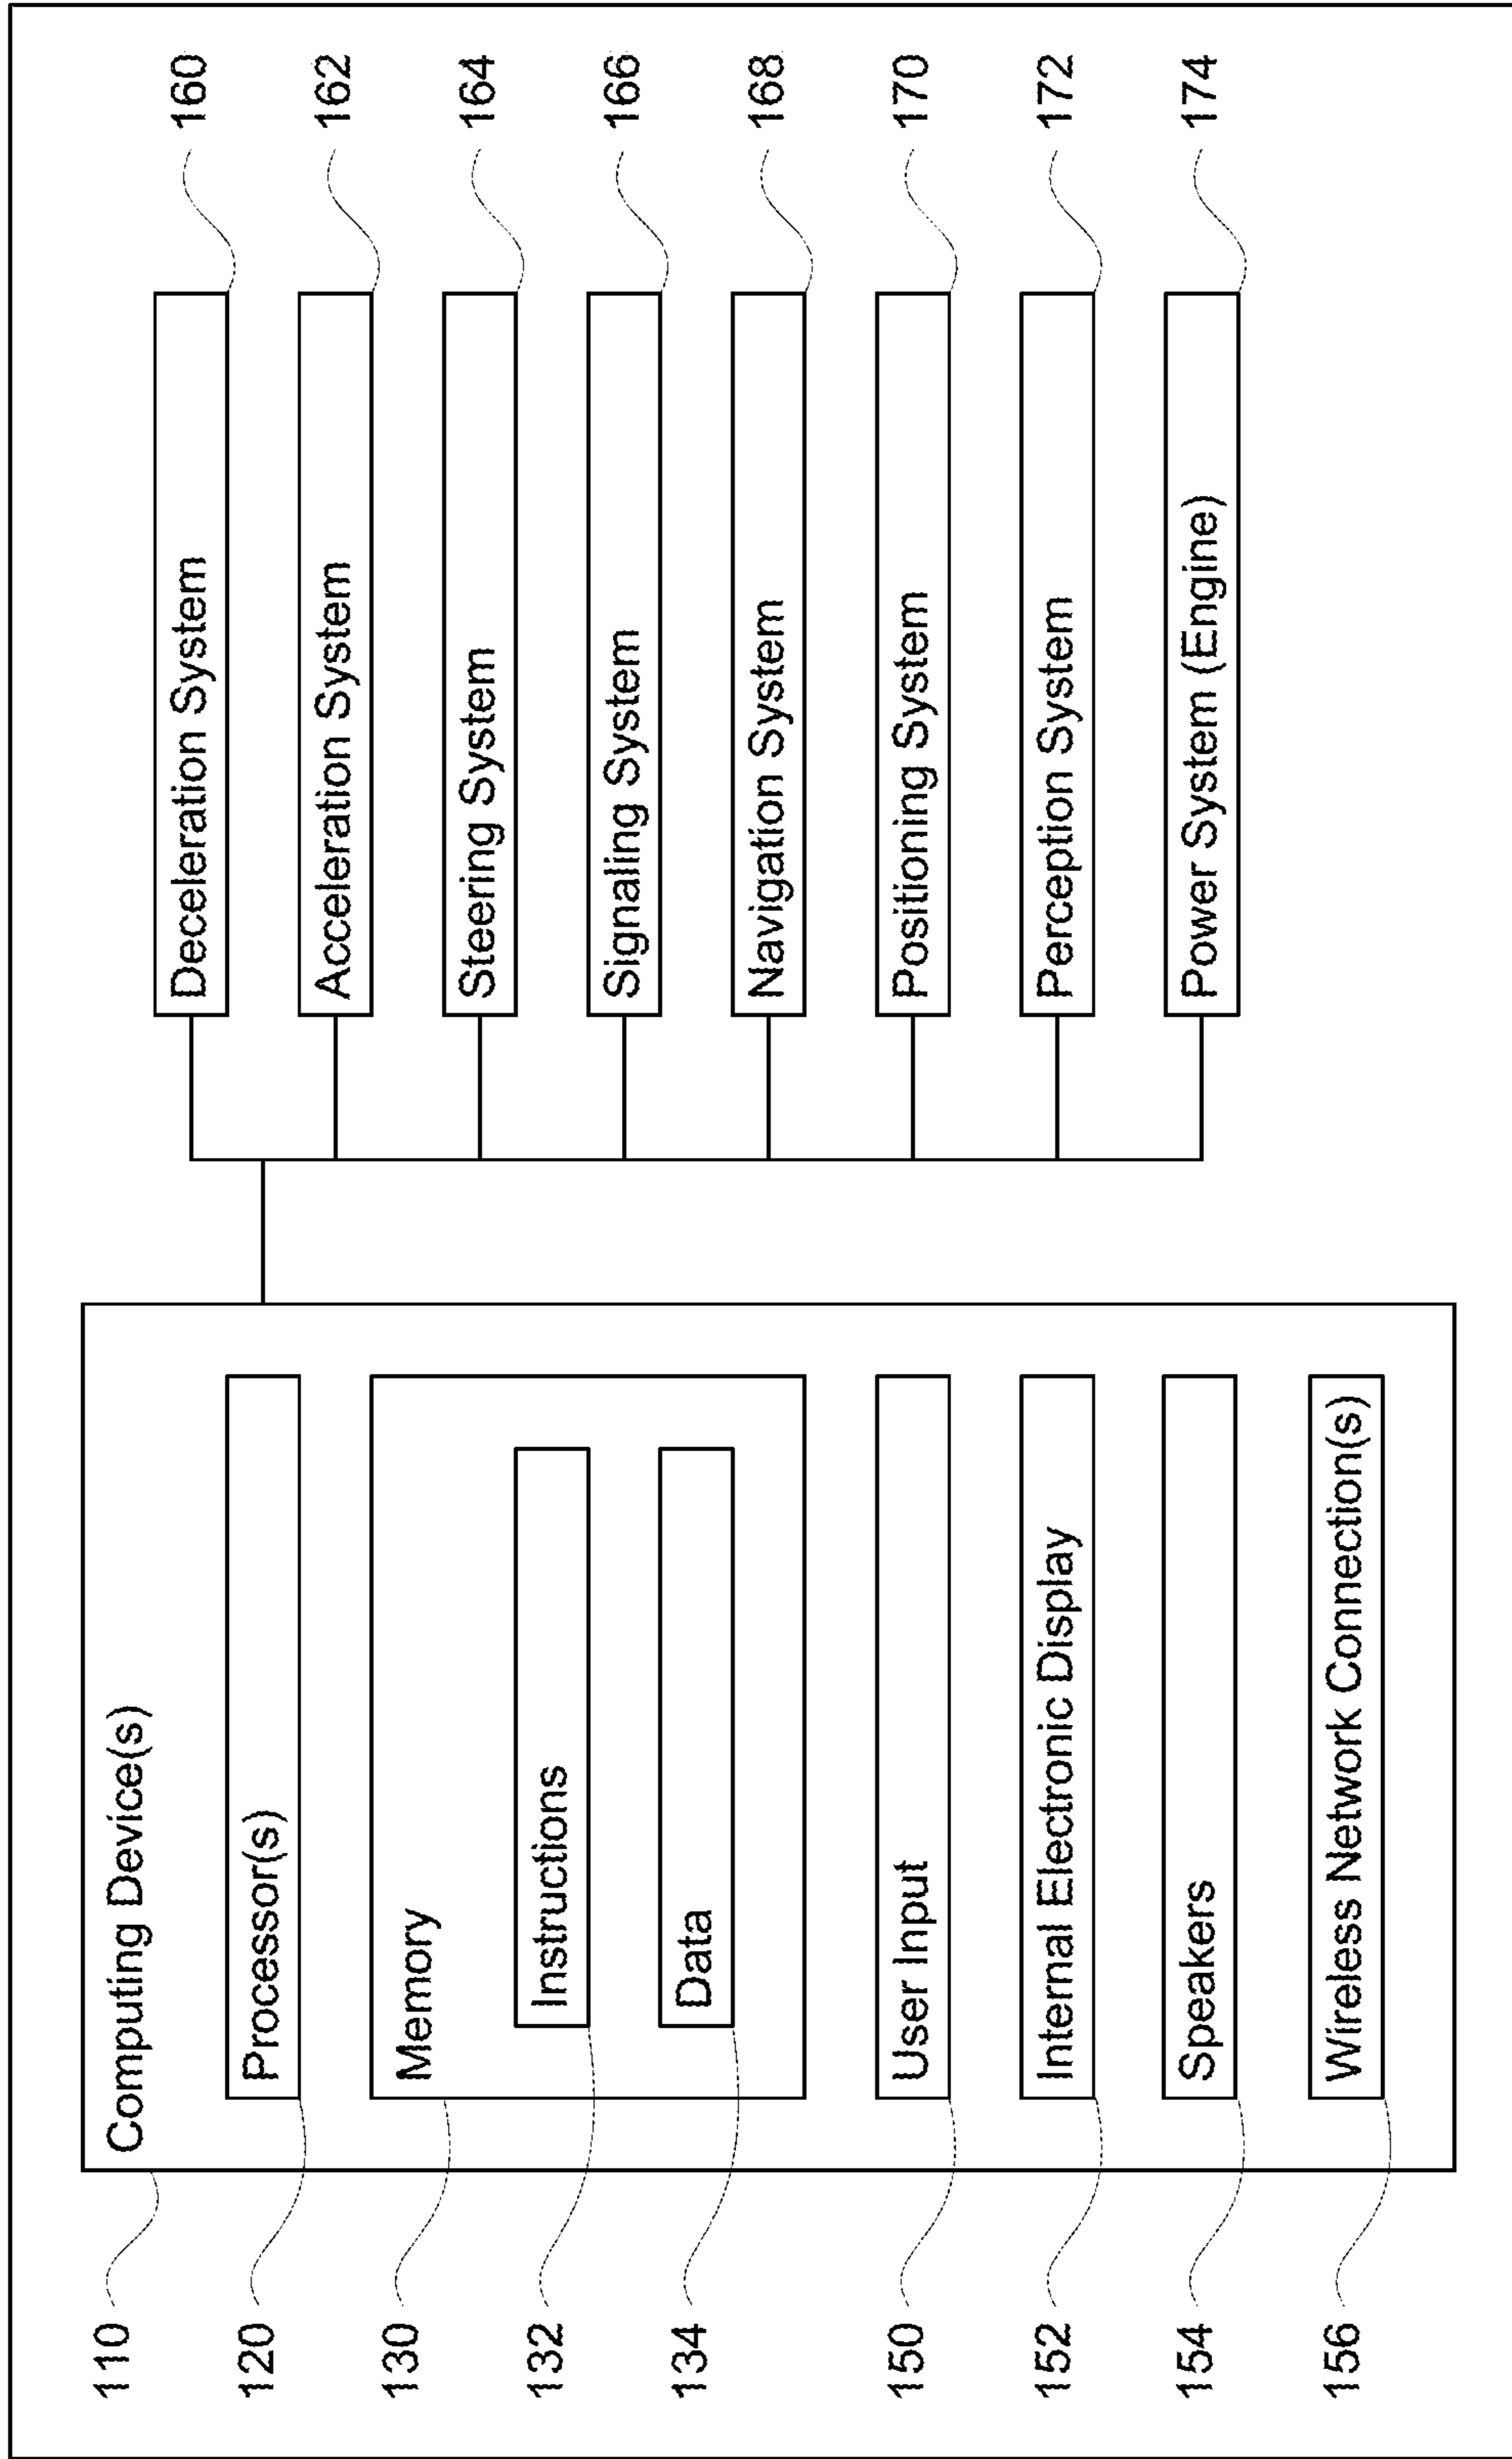 110
Computing Device(s)
120
Processor(s)
130
Memory
132
Instructions
134
Data
150
User Input
152
Internal Electronic Display
154
Speakers
156
Wireless Network Connection(s)
Deceleration System
160
Acceleration System
162
Steering System
164
Signaling System
166
Navigation System
168
Positioning System
170
Perception System
172
Power System (Engine)
174